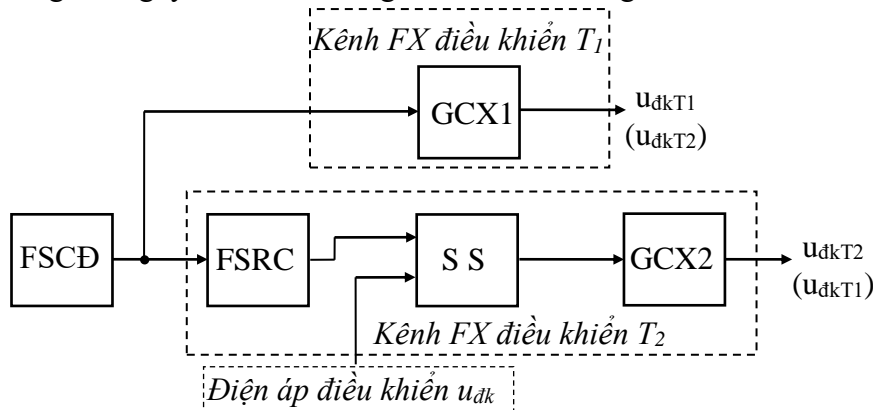 Kênh FX điều khiển T1
GCX1
uđkT1
(uđkT2)
FSCĐ
FSRC
S S
GCX2
uđkT2
(uđkT1)
Kênh FX điều khiển T2
Điện áp điều khiển uđk